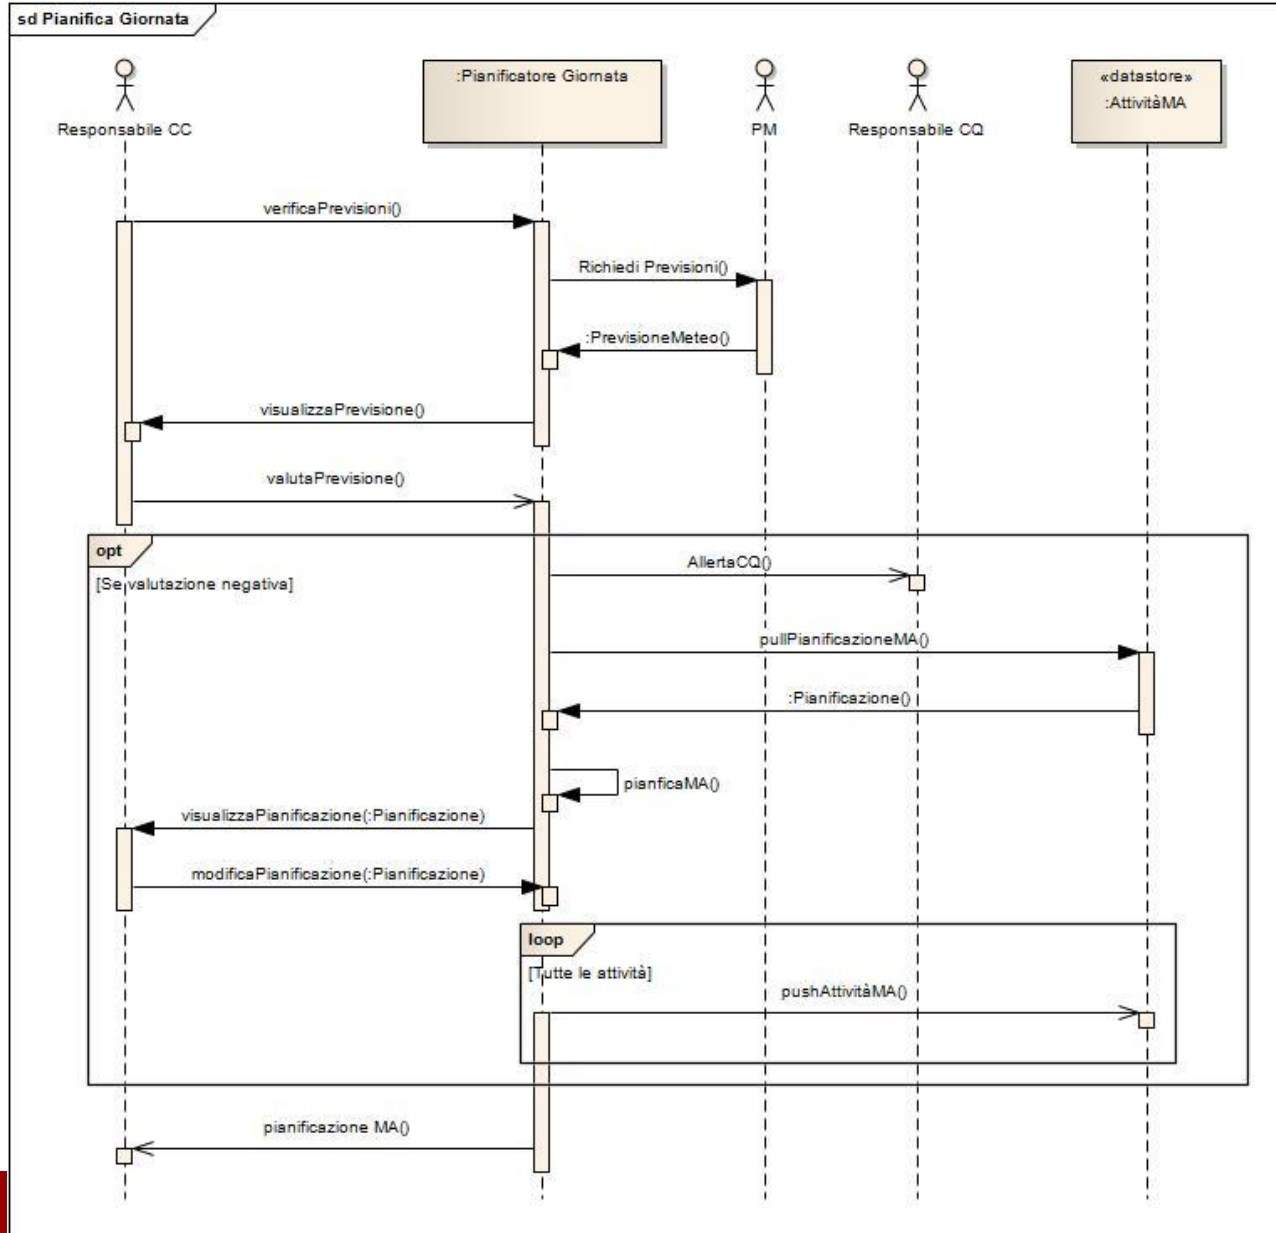 sd Pianifica Giornata
Responsabile CC
:Pianificatore Giornata
PM
Responsabile CQ
«datastore»
:AttivitàMA
verificaPrevisioni()
Richiedi Previsioni()
:PrevisioneMeteo()
visualizzaPrevisione()
valutaPrevisione()
opt
[Se valutazione negativa]
AllertaCQ()
pullPianificazioneMA()
:Pianificazione()
pianficaMA()
visualizzaPianificazione(:Pianificazione)
modificaPianificazione(:Pianificazione)
loop
[Tutte le attività]
pushAttivitàMA()
pianificazione MA()